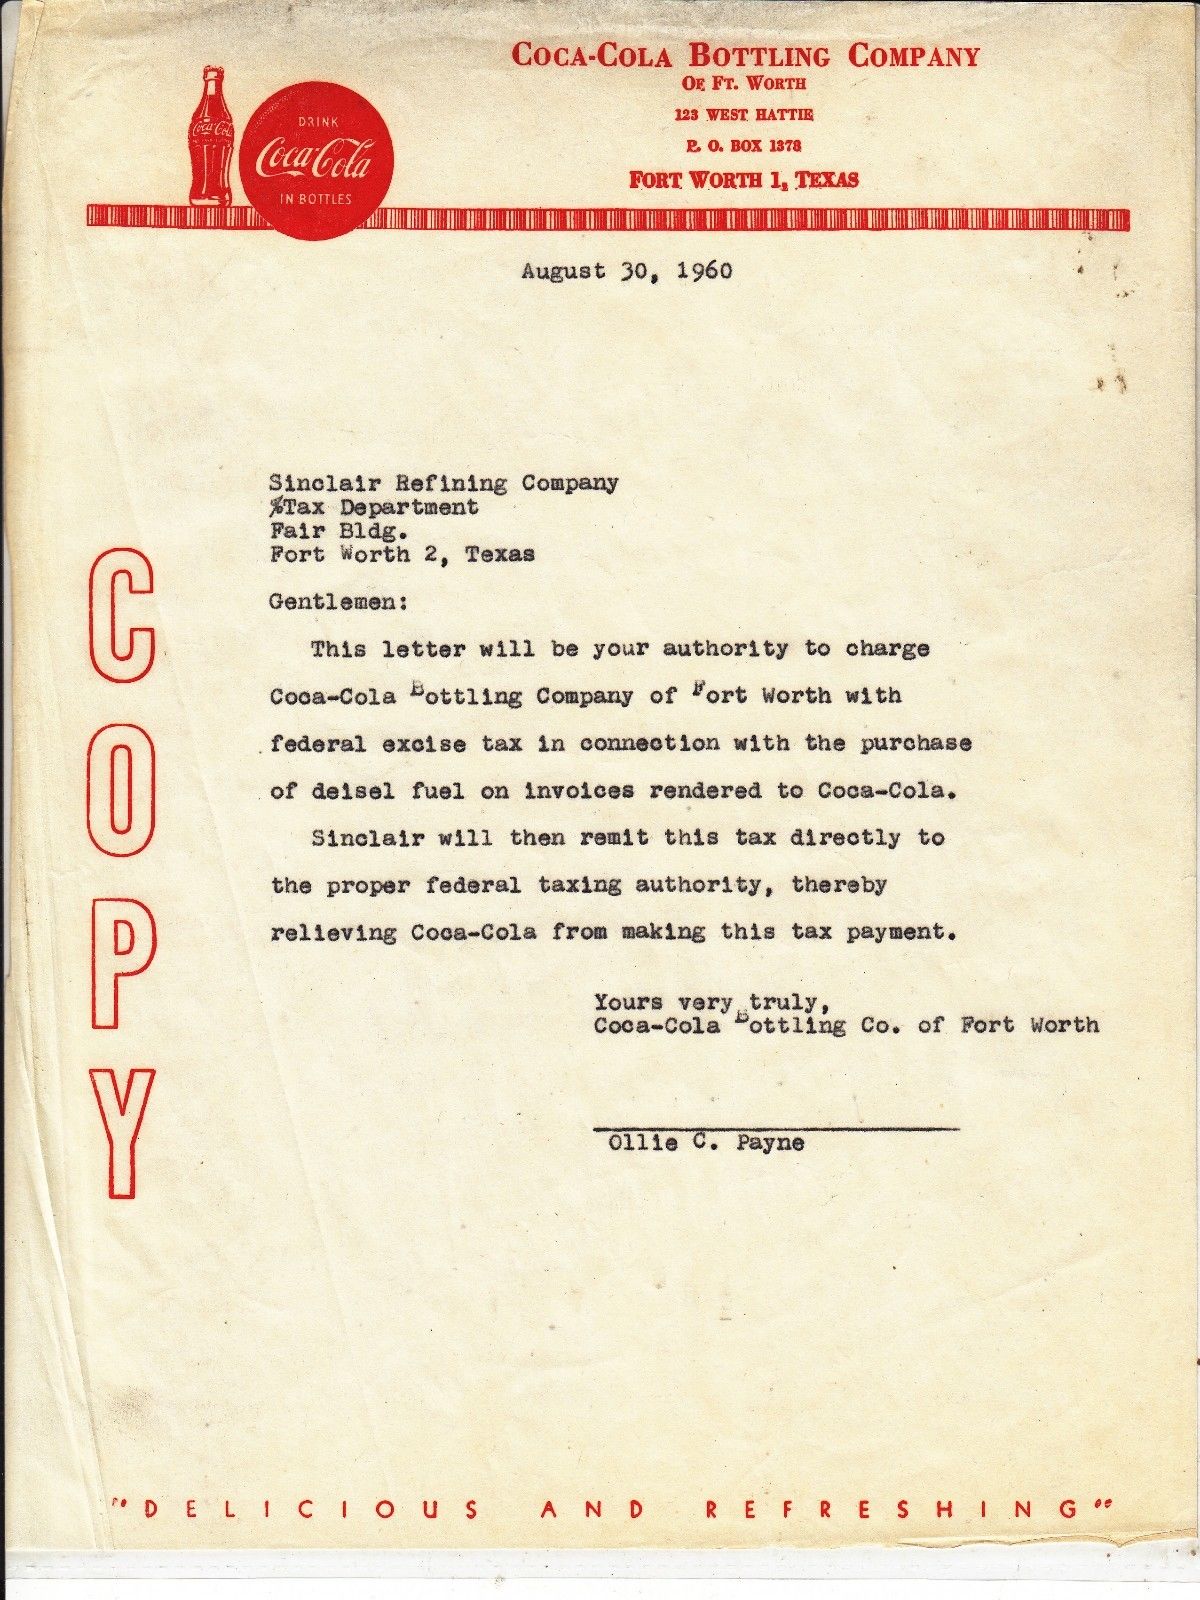 COCA-COLA BOTTLING COMPANY
OF FT. WORTH
123 WEST HATTIE
P. O. BOX 1378
FORT WORTH 1, TEXAS
Coca-Cola
DRINK
Coca-Cola
IN BOTTLES
August 30, 1960
Sinclair Refining Company
%Tax Department
Fair Bldg.
Fort Worth 2, Texas
Gentlemen:
This letter will be your authority to charge
Coca-Cola Bottling Company of Fort Worth with
federal excise tax in connection with the purchase
of deisel fuel on invoices rendered to Coca-Cola.
Sinclair will then remit this tax directly to
the proper federal taxing authority, thereby
relieving Coca-Cola from making this tax payment.
Yours very truly,
Coca-Cola Bottling Co. of Fort Worth
Ollie C. Payne
COPY
"DELICIOUS AND REFRESHING"